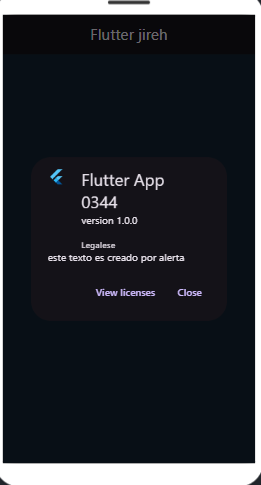 Flutter jireh
Flutter App
0344
version 1.0.0
Legalese
este texto es creado por alerta
View licenses Close